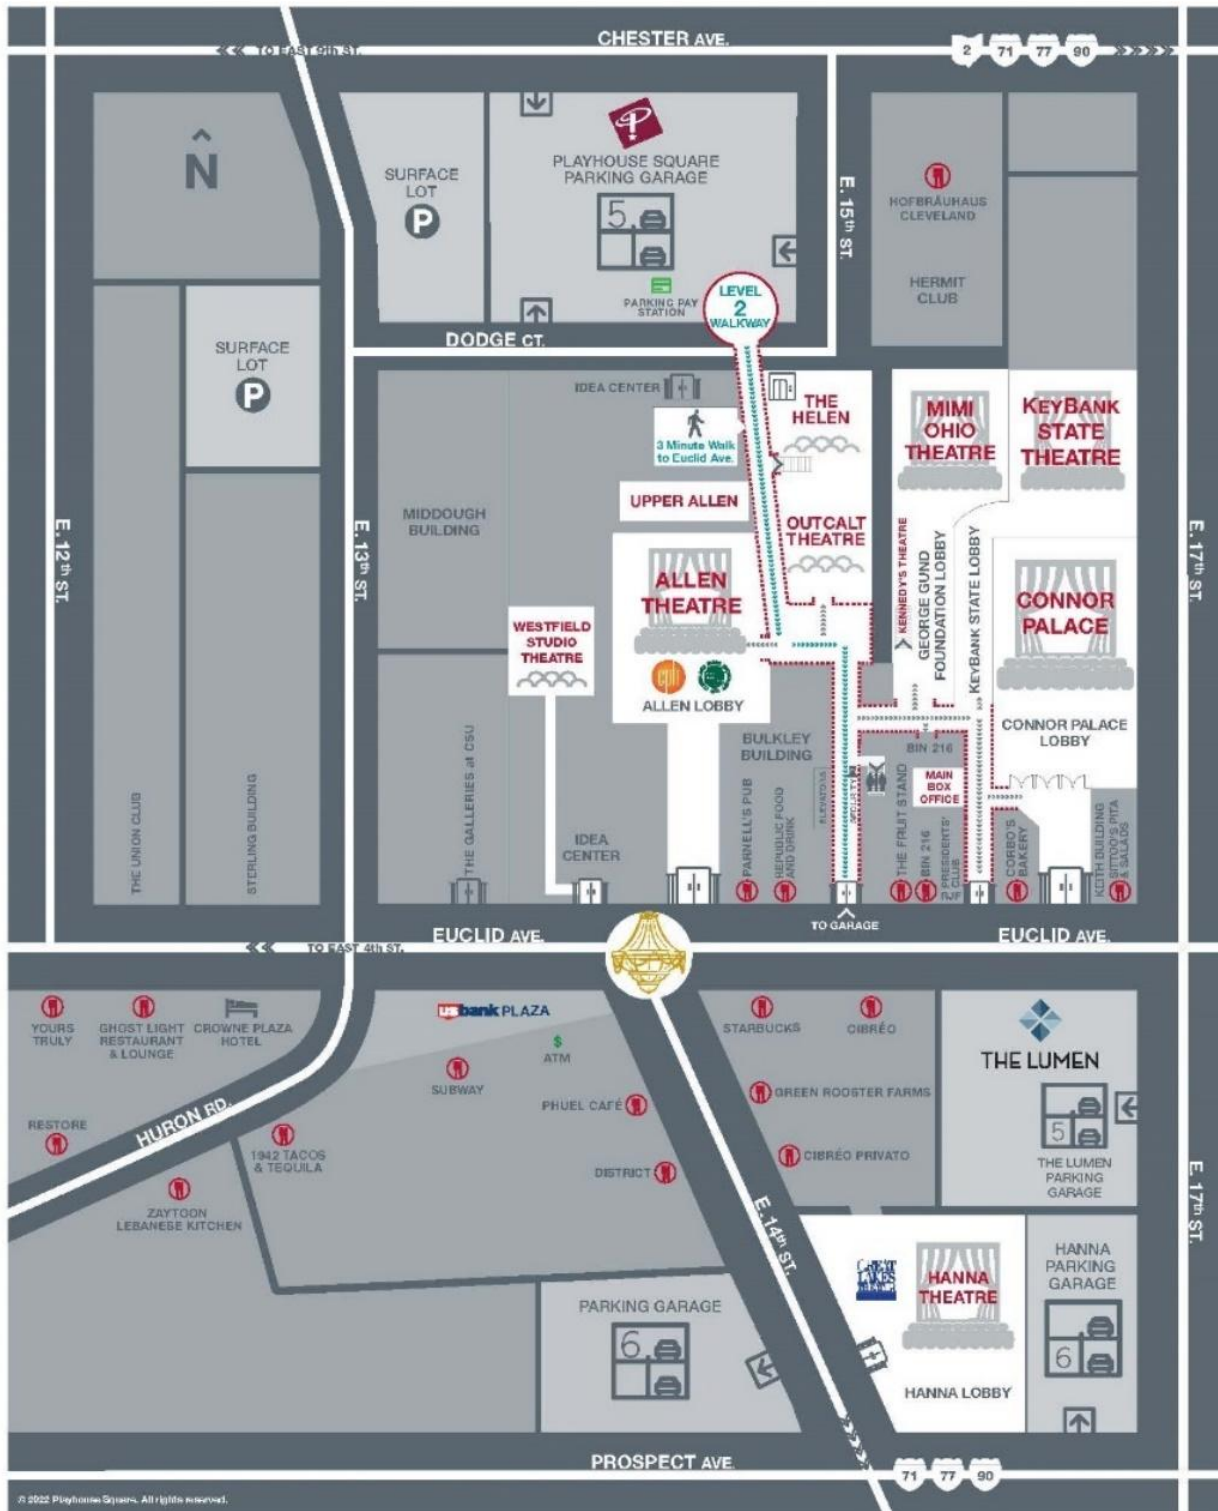 CHESTER AVE.
TO EAST 9th ST.
2
71
77
90
N
SURFACE
LOT
P
PLAYHOUSE SQUARE
PARKING GARAGE
5
PARKING PAY
STATION
E. 15th ST.
HOFBRÄUHAUS
CLEVELAND
HERMIT
CLUB
LEVEL
2
WALKWAY
DODGE CT.
SURFACE
LOT
P
IDEA CENTER
3 Minute Walk
to Euclid Ave.
THE
HELEN
MIMI
OHIO
THEATRE
KEYBANK
STATE
THEATRE
UPPER ALLEN
MIDDOUGH
BUILDING
OUTCALT
THEATRE
E. 12th ST.
E. 13th ST.
E. 17th ST.
KENNEDY'S THEATRE
GEORGE GUND
FOUNDATION LOBBY
KEYBANK STATE LOBBY
ALLEN
THEATRE
CONNOR
PALACE
WESTFIELD
STUDIO
THEATRE
cph
ALLEN LOBBY
CONNOR PALACE
LOBBY
BULKLEY
BUILDING
BIN 216
MAIN
BOX
OFFICE
THE UNION CLUB
STERLING BUILDING
THE GALLERIES at CSU
IDEA
CENTER
PARNELL'S PUB
REPUBLIC FOOD
AND DRINK
ELEVATORS
SECURITY
THE FRUIT STAND
BIN 216
PRESIDENTS'
CLUB
CORBO'S
BAKERY
KEITH BUILDING
SITTOO'S PITA
& SALADS
TO GARAGE
EUCLID AVE.
EUCLID AVE.
TO EAST 4th ST.
YOURS
TRULY
GHOST LIGHT
RESTAURANT
& LOUNGE
CROWNE PLAZA
HOTEL
usbank PLAZA
$
ATM
SUBWAY
STARBUCKS
CIBRÉO
THE LUMEN
PHUEL CAFÉ
GREEN ROOSTER FARMS
5
RESTORE
HURON RD.
1942 TACOS
& TEQUILA
DISTRICT
CIBRÉO PRIVATO
THE LUMEN
PARKING
GARAGE
ZAYTOON
LEBANESE KITCHEN
E. 14th ST.
E. 17th ST.
GREAT
LAKES
HANNA
THEATRE
HANNA
PARKING
GARAGE
6
PARKING GARAGE
6
HANNA LOBBY
PROSPECT AVE.
71
77
90
© 2022 Playhouse Square. All rights reserved.